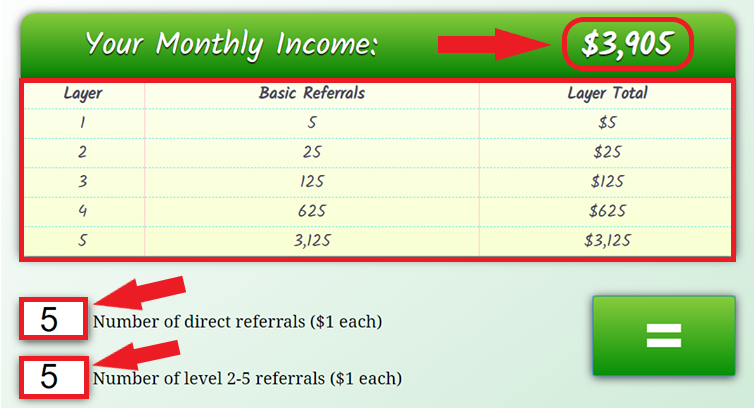 Your Monthly Income: $3,905
Layer Basic Referrals Layer Total
1 5 $5
2 25 $25
3 125 $125
4 625 $625
5 3,125 $3,125
5 Number of direct referrals ($1 each)
=
5 Number of level 2-5 referrals ($1 each)